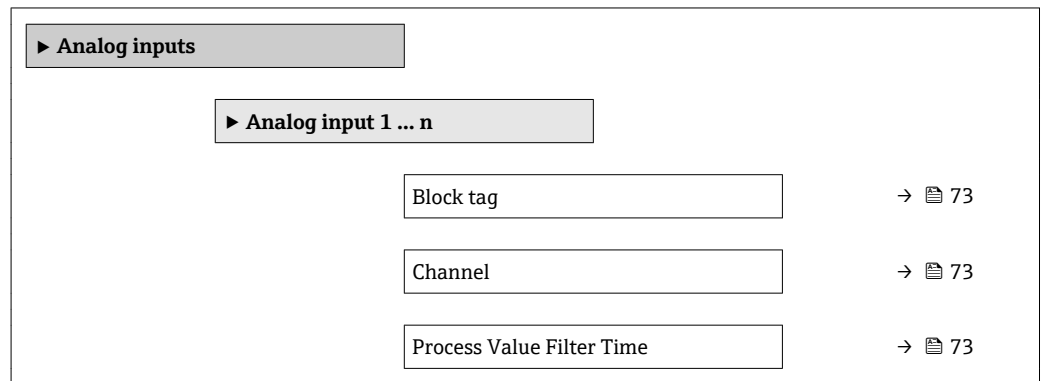 ▶ Analog inputs
▶ Analog input 1 ... n
Block tag → 73
Channel → 73
Process Value Filter Time → 73